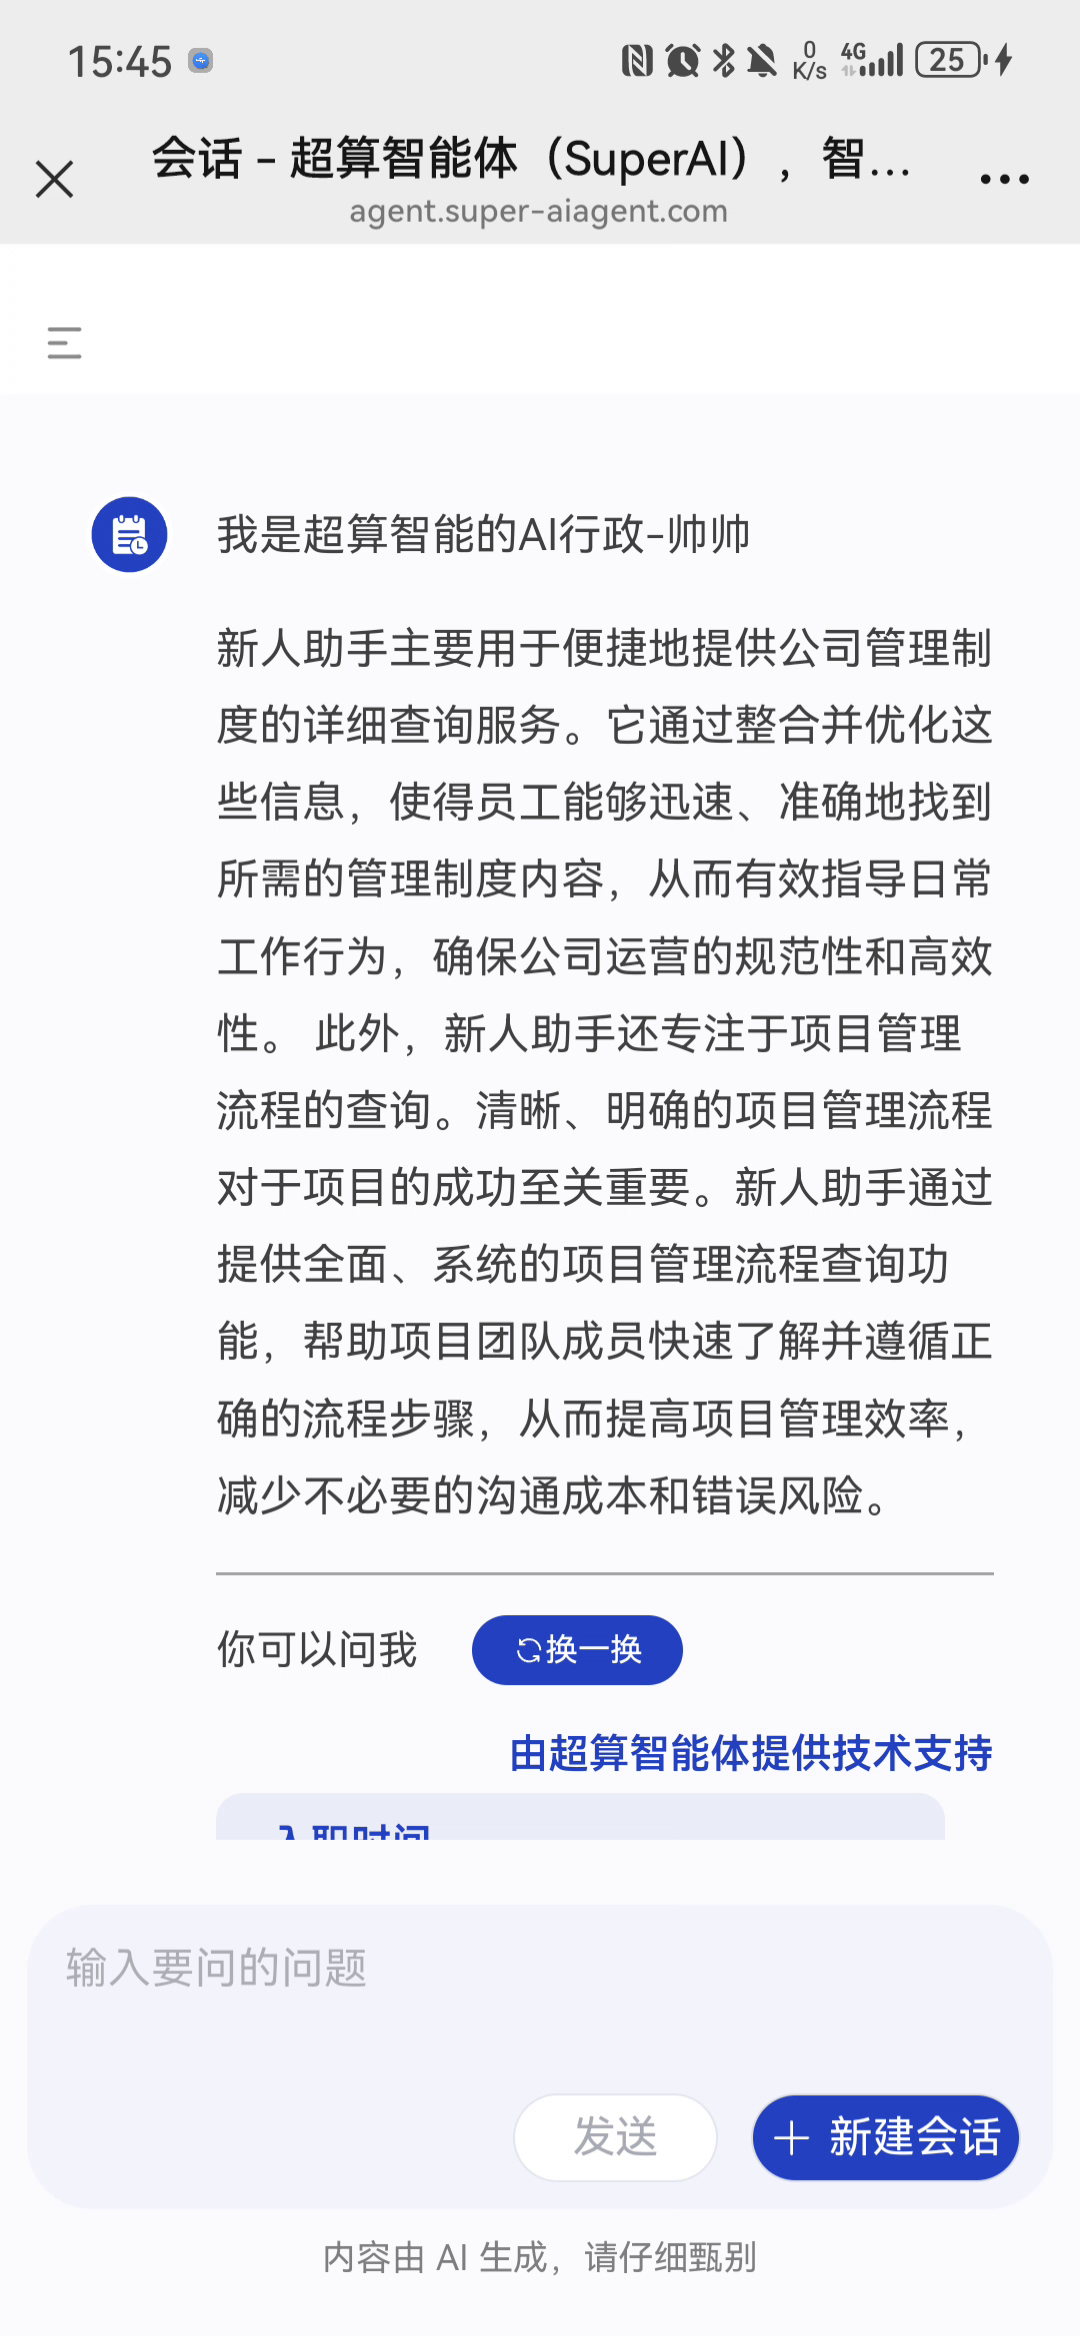 15:45
0
K/s
4G
25
会话 - 超算智能体（SuperAI），智...
agent.super-aiagent.com
我是超算智能的AI行政-帅帅
新人助手主要用于便捷地提供公司管理制
度的详细查询服务。它通过整合并优化这
些信息，使得员工能够迅速、准确地找到
所需的管理制度内容，从而有效指导日常
工作行为，确保公司运营的规范性和高效
性。 此外，新人助手还专注于项目管理
流程的查询。清晰、明确的项目管理流程
对于项目的成功至关重要。新人助手通过
提供全面、系统的项目管理流程查询功
能，帮助项目团队成员快速了解并遵循正
确的流程步骤，从而提高项目管理效率，
减少不必要的沟通成本和错误风险。
你可以问我
换一换
由超算智能体提供技术支持
入职时间
输入要问的问题
发送
新建会话
内容由 AI 生成，请仔细甄别